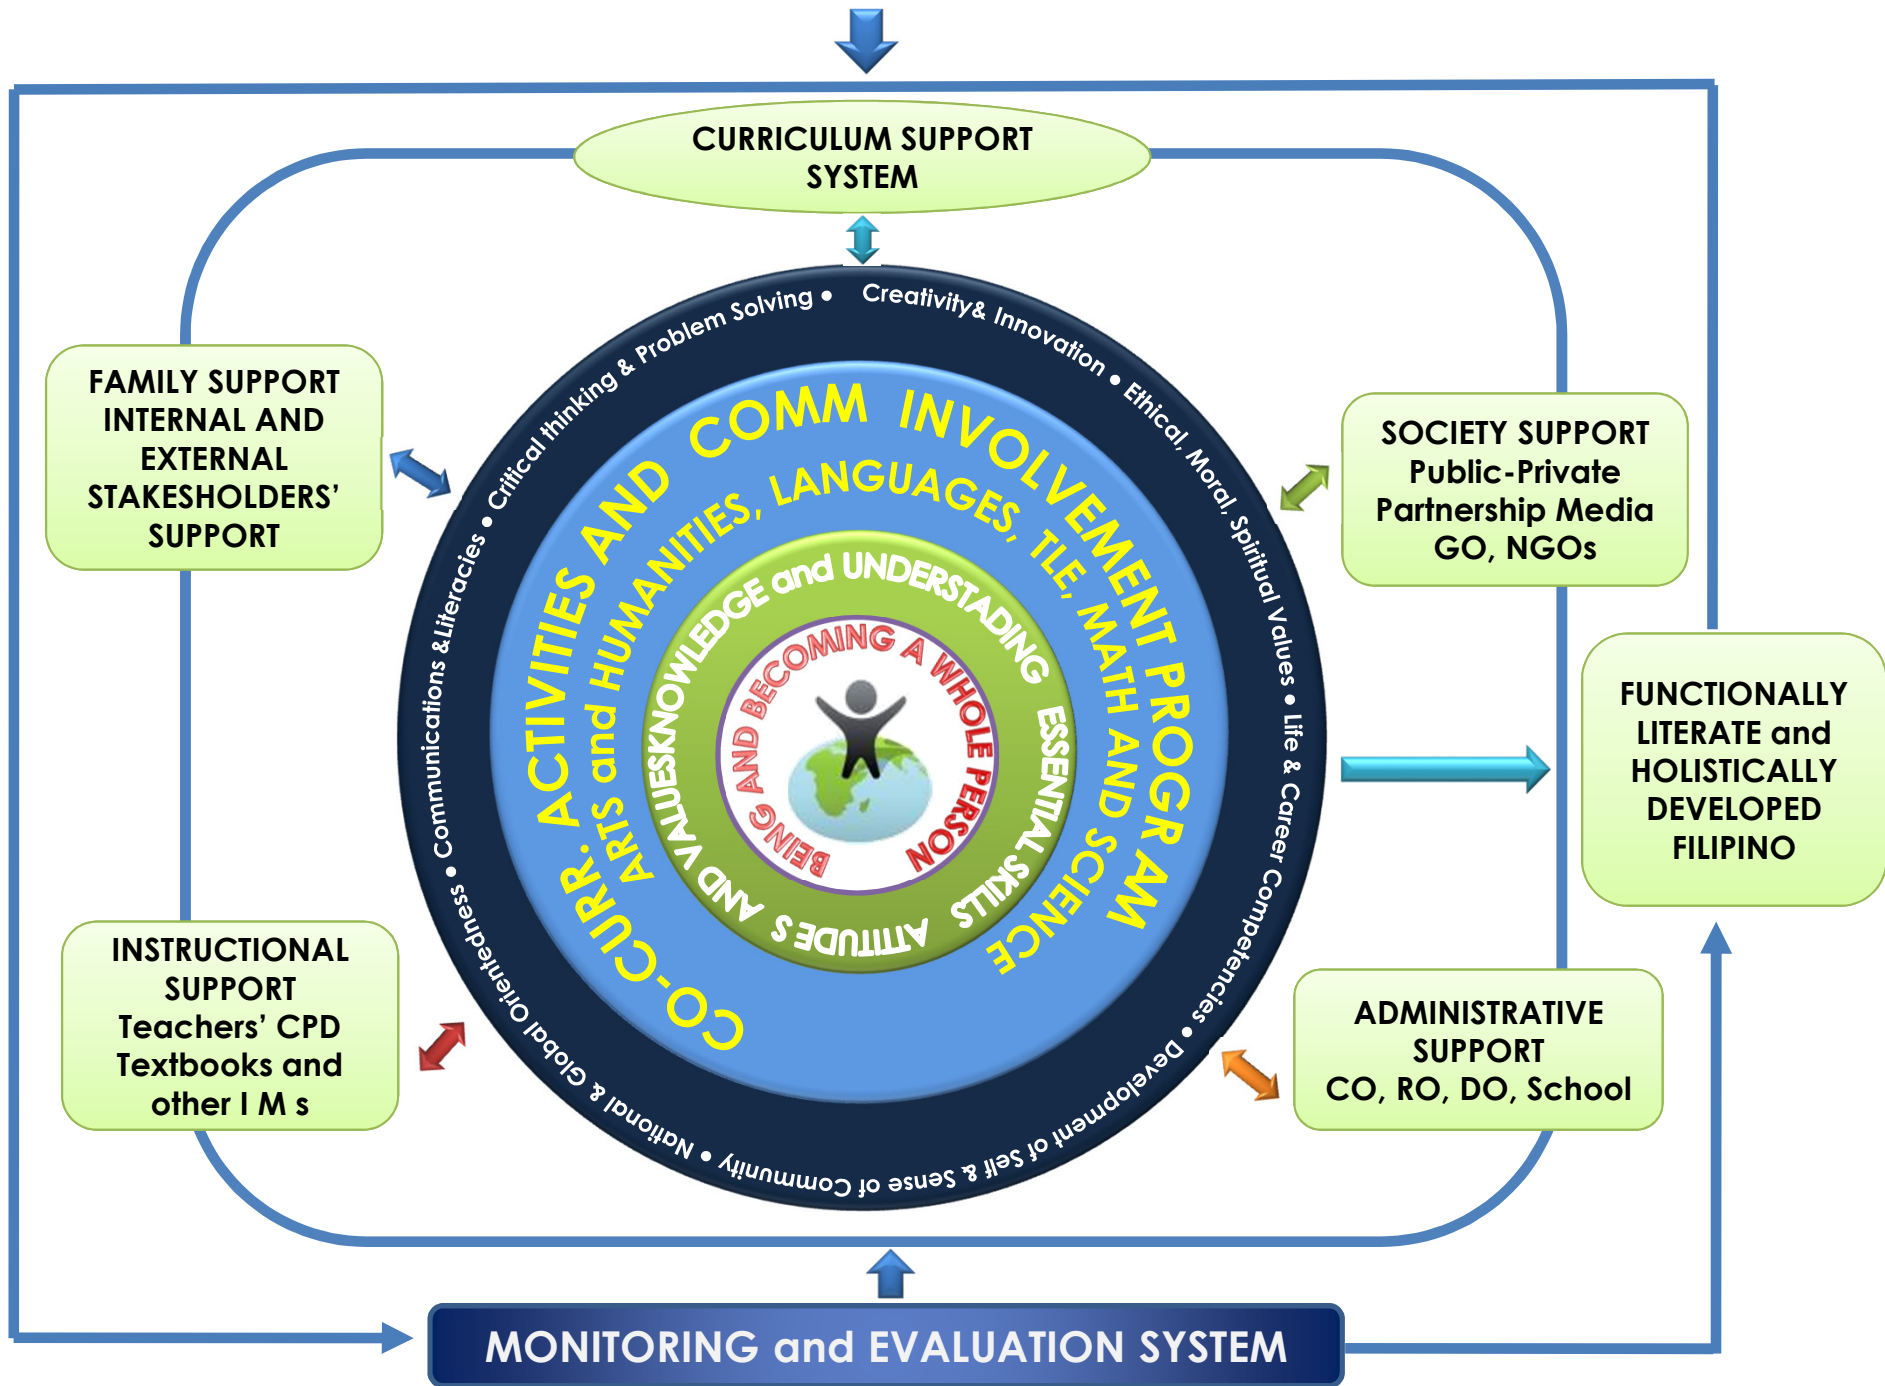 CURRICULUM SUPPORT
SYSTEM
FAMILY SUPPORT
INTERNAL AND
EXTERNAL
STAKESHOLDERS’
SUPPORT
SOCIETY SUPPORT
Public-Private
Partnership Media
GO, NGOs
INSTRUCTIONAL
SUPPORT
Teachers’ CPD
Textbooks and
other I M s
ADMINISTRATIVE
SUPPORT
CO, RO, DO, School
FUNCTIONALLY
LITERATE and
HOLISTICALLY
DEVELOPED
FILIPINO
Creativity& Innovation ● Ethical, Moral, Spiritual Values ● Life & Career Competencies ● Development of Self & Sense of Community ● National & Global Orientedness ● Communications &Literacies ● Critical thinking & Problem Solving ●
CO-CURR. ACTIVITIES AND COMM INVOLVEMENT PROGRAM
ARTS and HUMANITIES, LANGUAGES, TLE, MATH AND SCIENCE
KNOWLEDGE and UNDERSTADING ESSENTIAL SKILLS ATTITUDES AND VALUES
BEING AND BECOMING A WHOLE PERSON
MONITORING and EVALUATION SYSTEM